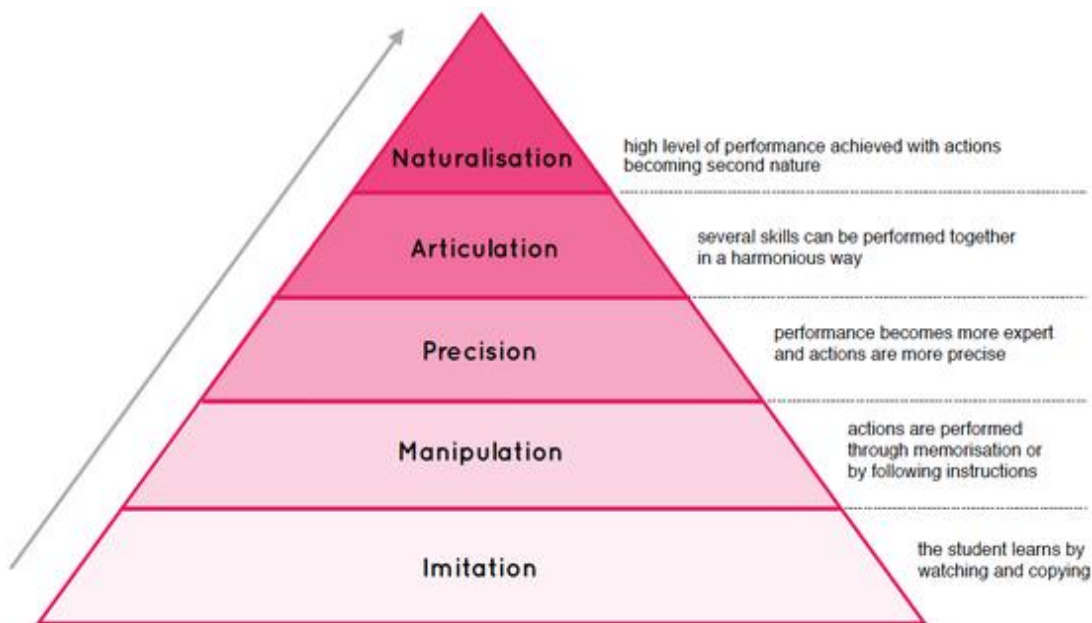 Naturalisation
high level of performance achieved with actions
becoming second nature
Articulation
several skills can be performed together
in a harmonious way
Precision
performance becomes more expert
and actions are more precise
Manipulation
actions are performed
through memorisation or
by following instructions
Imitation
the student learns by
watching and copying